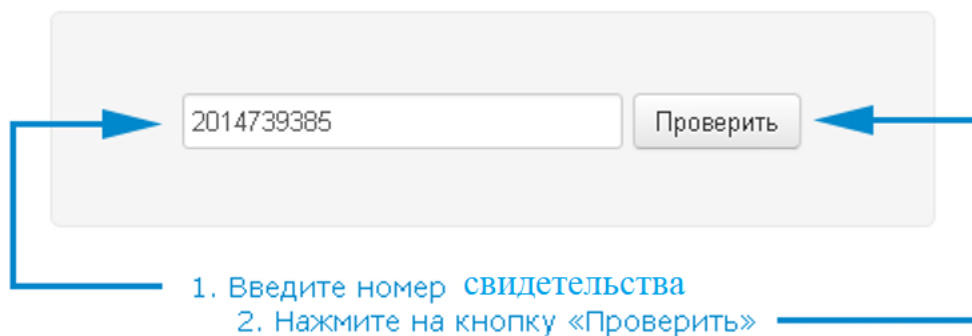 2014739385 Проверить
1. Введите номер свидетельства
2. Нажмите на кнопку «Проверить»